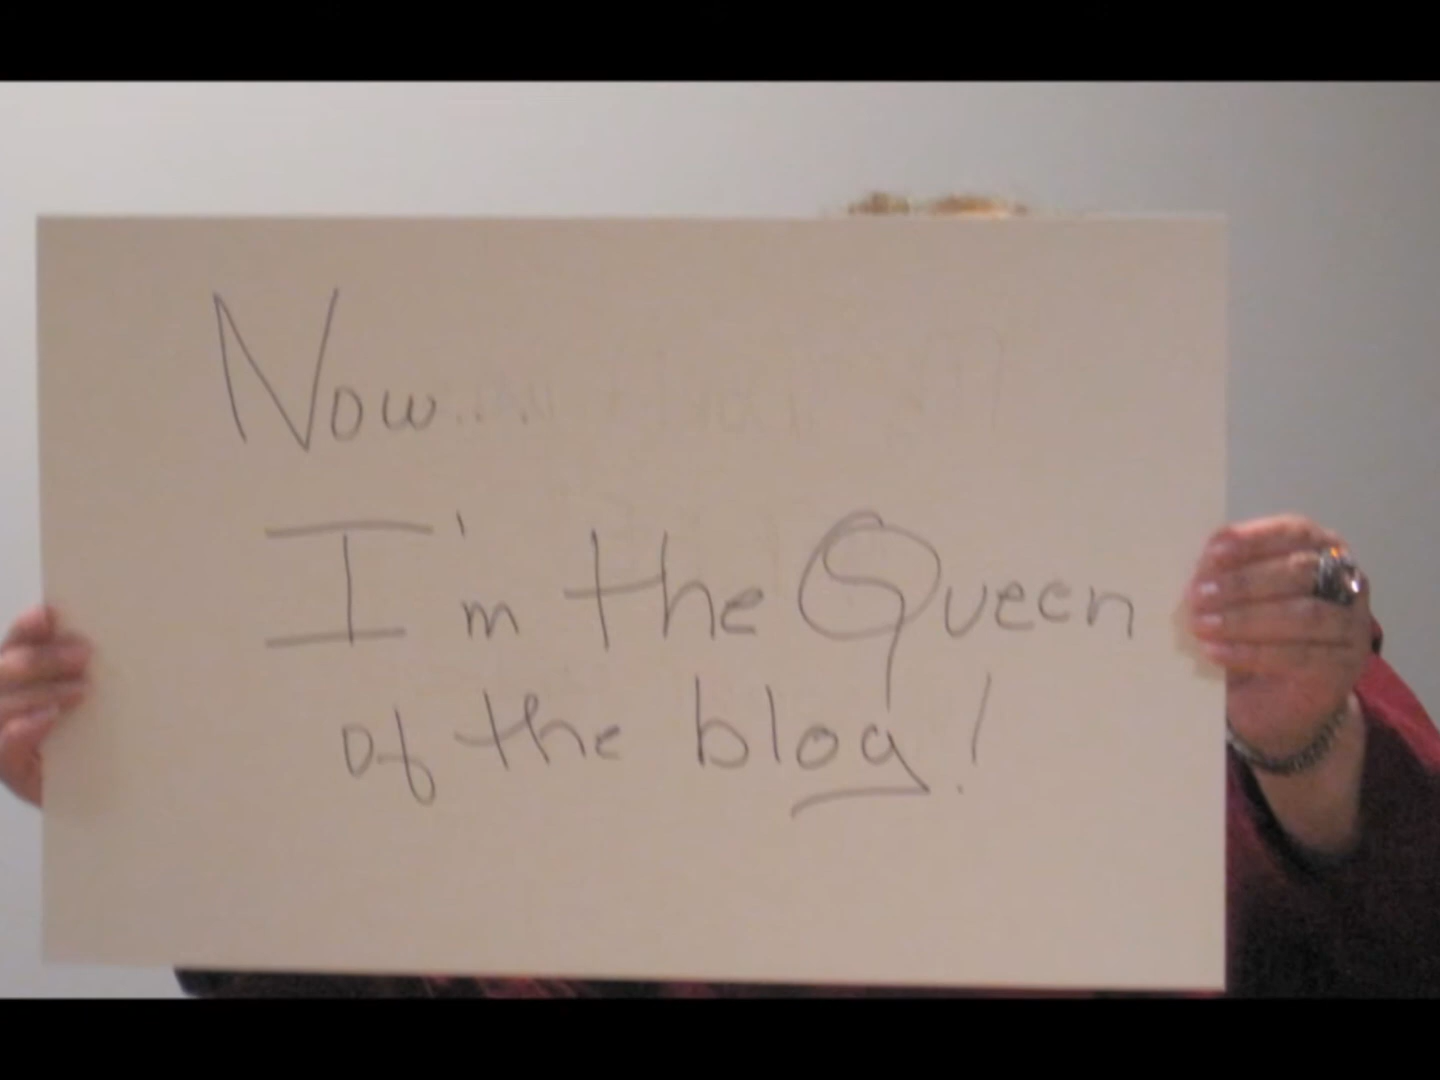 Now...
I'm the Queen
of the blog!